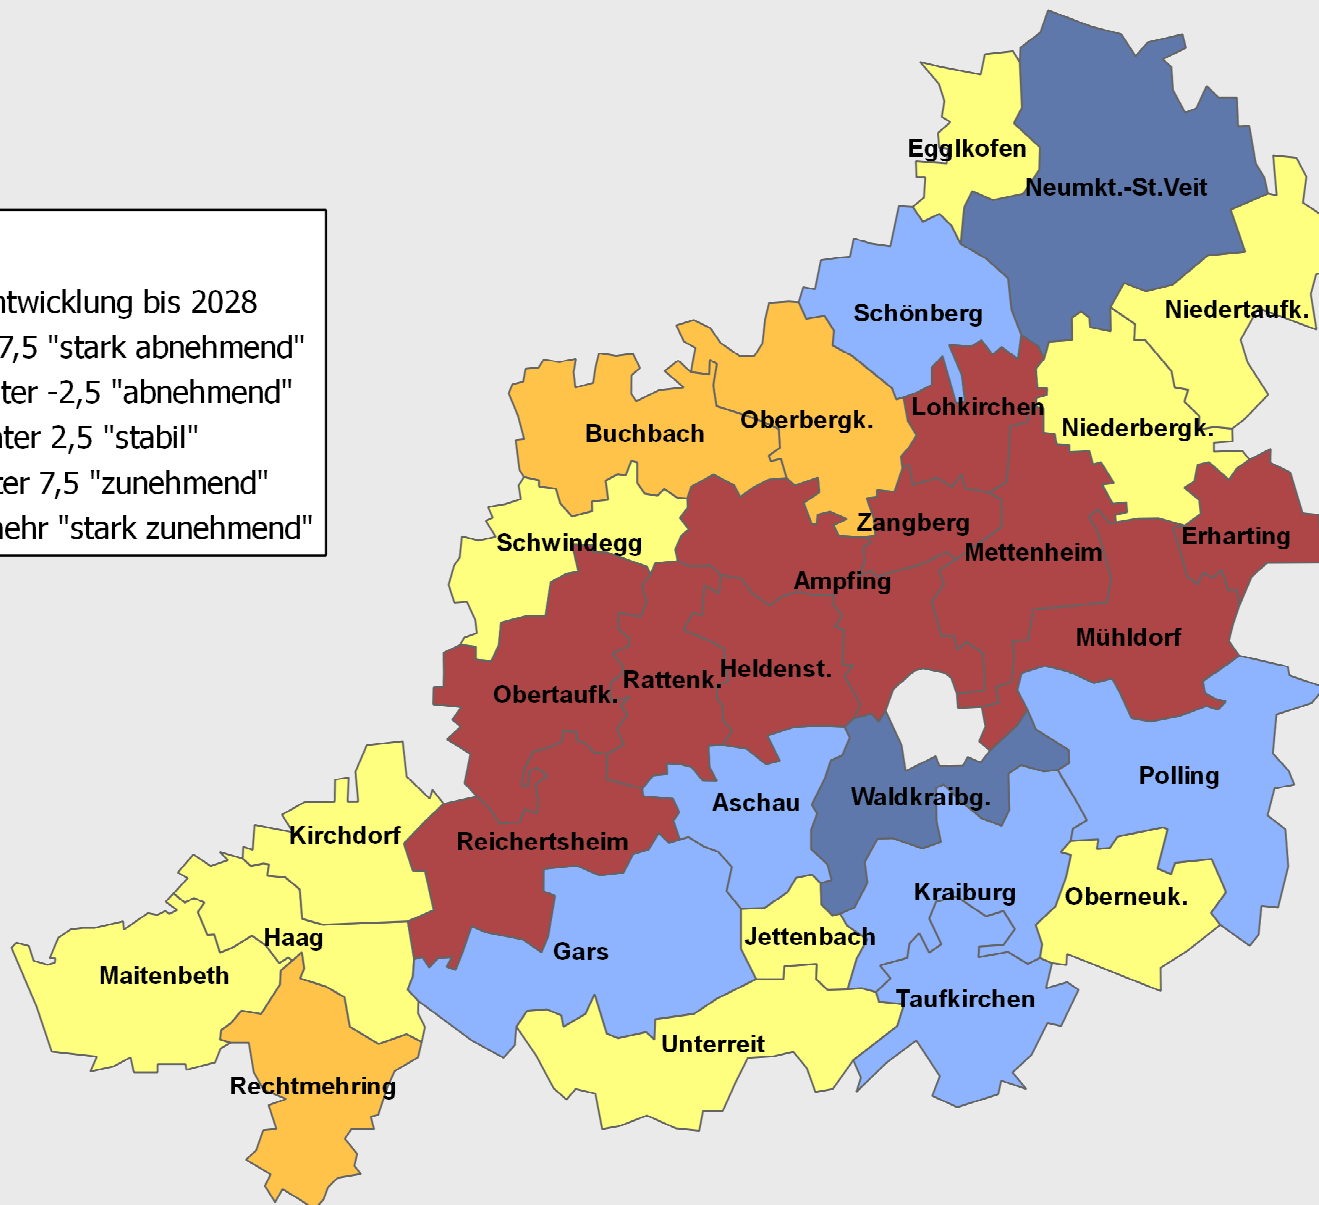 Egglkofen
Neumkt.-St.Veit
ntwicklung bis 2028
7,5 "stark abnehmend"
ter -2,5 "abnehmend"
nter 2,5 "stabil"
ter 7,5 "zunehmend"
nehr "stark zunehmend"
Schönberg
Niedertaufk.
Lohkirchen
Oberbergk.
Buchbach
Niederbergk.
Zangberg
Schwindegg
Mettenheim
Erharting
Ampfing
Mühldorf
Heldenst.
Rattenk.
Obertaufk.
Polling
Aschau
Waldkraibg.
Kirchdorf
Reichertsheim
Kraiburg
Oberneuk.
Haag
Jettenbach
Gars
Maitenbeth
Taufkirchen
Unterreit
Rechtmehring